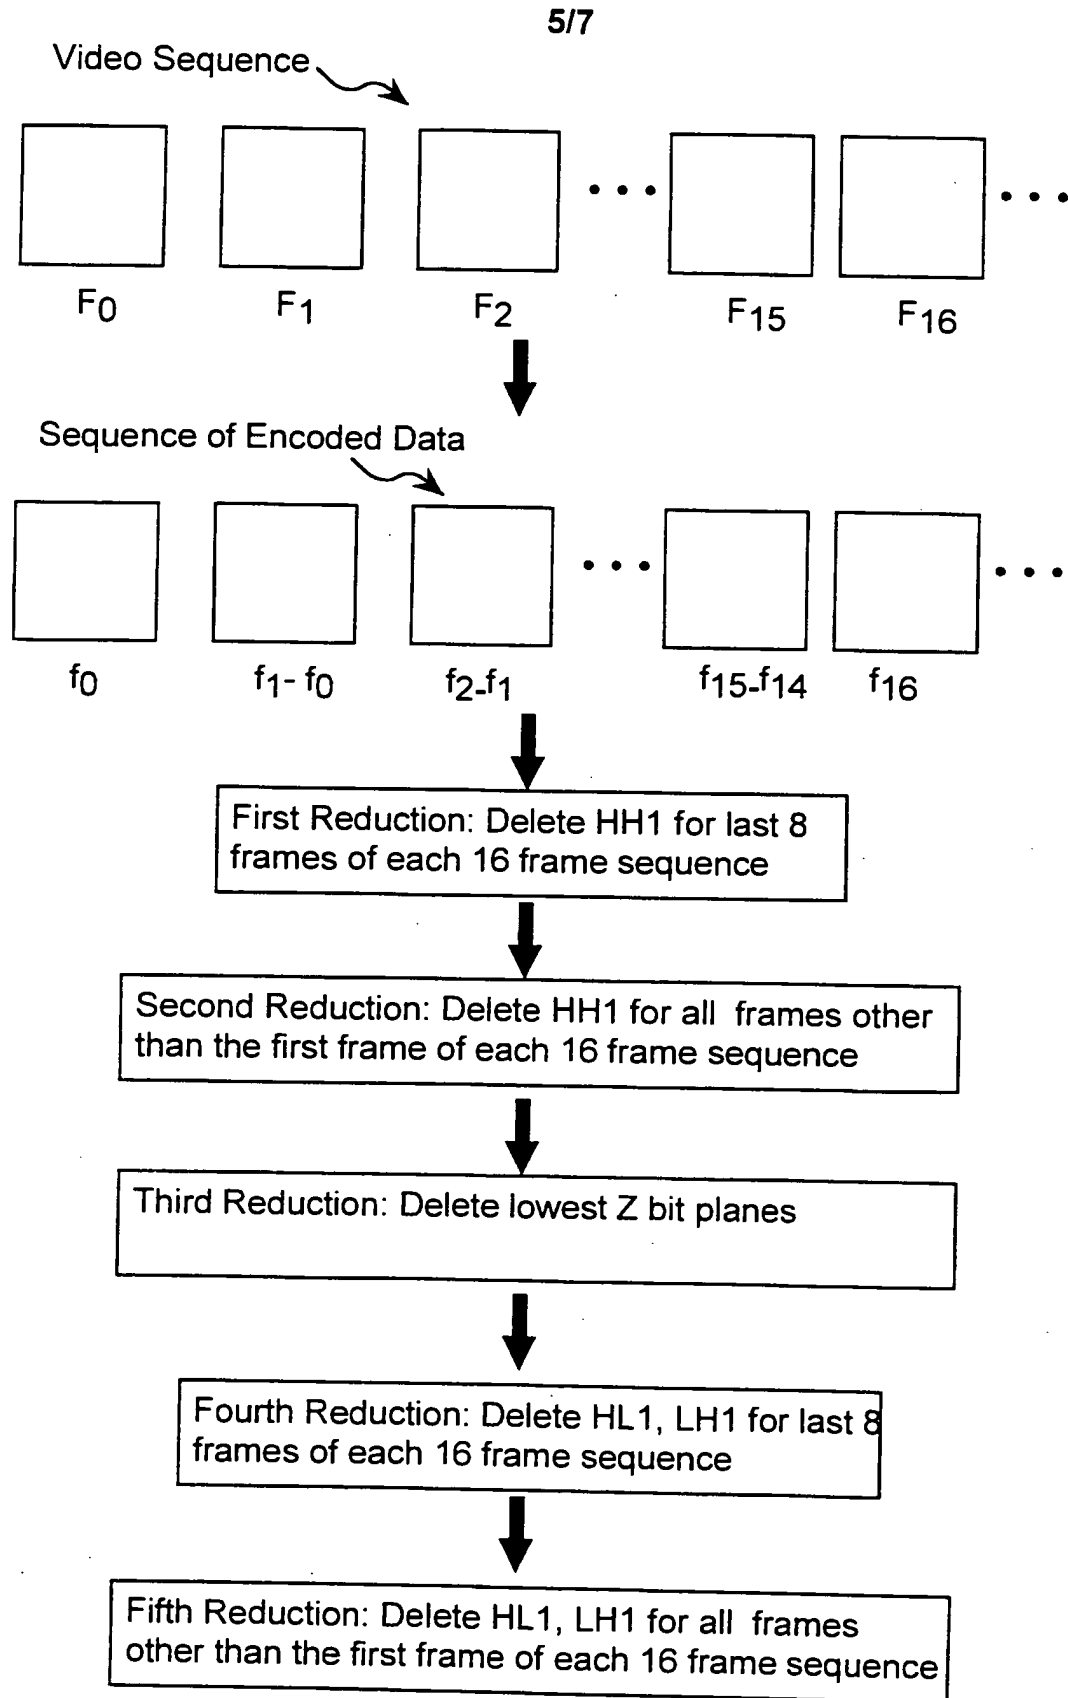 5/7
Video Sequence
F0 F1 F2 • • • F15 F16 • • •
Sequence of Encoded Data
f0 f1- f0 f2-f1 • • • f15-f14 f16 • • •
First Reduction: Delete HH1 for last 8
frames of each 16 frame sequence
Second Reduction: Delete HH1 for all frames other
than the first frame of each 16 frame sequence
Third Reduction: Delete lowest Z bit planes
Fourth Reduction: Delete HL1, LH1 for last 8
frames of each 16 frame sequence
Fifth Reduction: Delete HL1, LH1 for all frames
other than the first frame of each 16 frame sequence